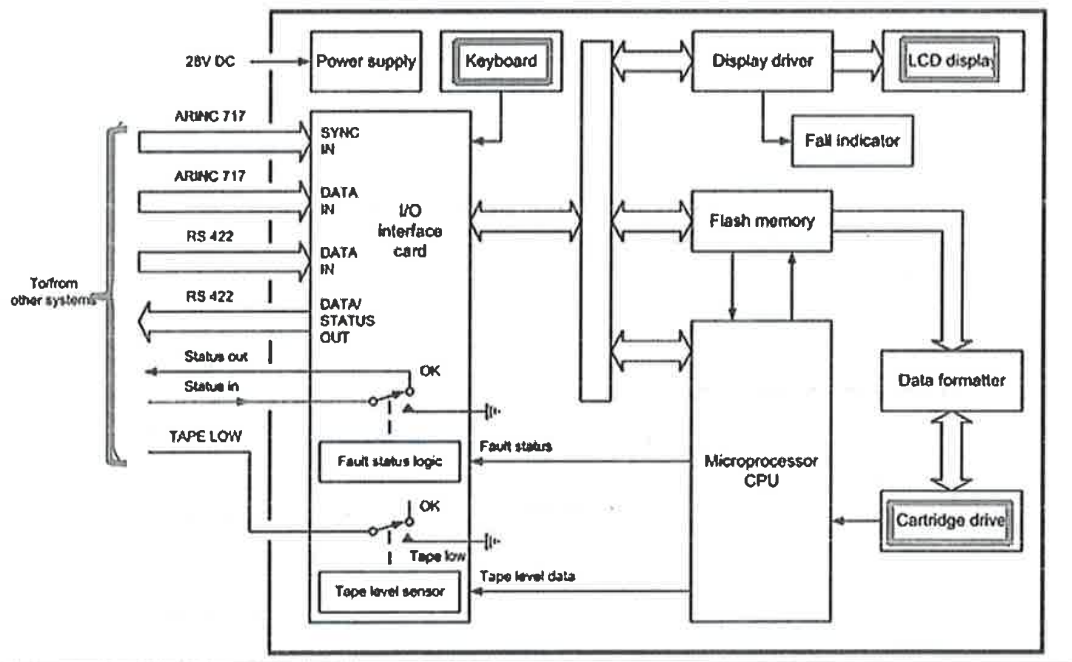 28V DC
Power supply
Keyboard
Display driver
LCD display
Fail indicator
ARINC 717
SYNC
IN
ARINC 717
DATA
IN
I/O
interface
card
Flash memory
RS 422
DATA
IN
To/from
other systems
RS 422
DATA/
STATUS
OUT
Status out
OK
Status in
Data formatter
TAPE LOW
Fault status logic
Fault status
Microprocessor
CPU
OK
Cartridge drive
Tape low
Tape level sensor
Tape level data